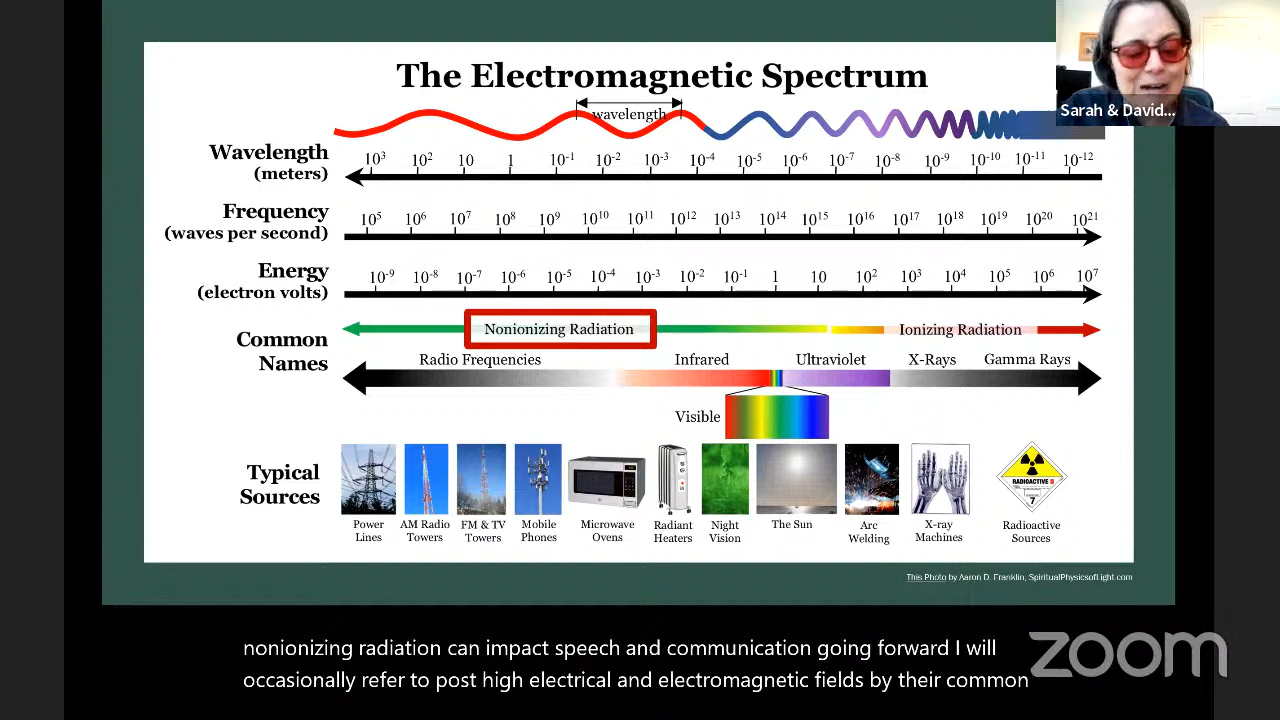 The Electromagnetic Spectrum
wavelength
Sarah & David...
Wavelength
(meters)
10³ 10² 10 1 10⁻¹ 10⁻² 10⁻³ 10⁻⁴ 10⁻⁵ 10⁻⁶ 10⁻⁷ 10⁻⁸ 10⁻⁹ 10⁻¹⁰ 10⁻¹¹ 10⁻¹²
Frequency
(waves per second)
10⁵ 10⁶ 10⁷ 10⁸ 10⁹ 10¹⁰ 10¹¹ 10¹² 10¹³ 10¹⁴ 10¹⁵ 10¹⁶ 10¹⁷ 10¹⁸ 10¹⁹ 10²⁰ 10²¹
Energy
(electron volts)
10⁻⁹ 10⁻⁸ 10⁻⁷ 10⁻⁶ 10⁻⁵ 10⁻⁴ 10⁻³ 10⁻² 10⁻¹ 1 10 10² 10³ 10⁴ 10⁵ 10⁶ 10⁷
Common
Names
Nonionizing Radiation Ionizing Radiation
Radio Frequencies Infrared Ultraviolet X-Rays Gamma Rays
Visible
Typical
Sources
RADIOACTIVE II
7
Power
Lines
AM Radio
Towers
FM & TV
Towers
Mobile
Phones
Microwave
Ovens
Radiant
Heaters
Night
Vision
The Sun
Arc
Welding
X-ray
Machines
Radioactive
Sources
This Photo by Aaron D. Franklin, SpiritualPhysicsofLight.com
nonionizing radiation can impact speech and communication going forward I will
occasionally refer to post high electrical and electromagnetic fields by their common
zoom